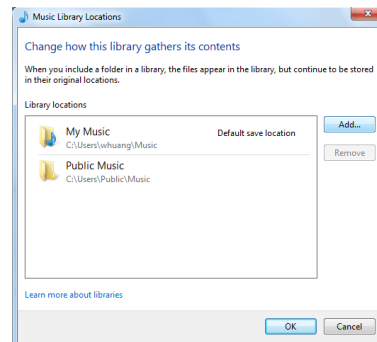 Music Library Locations
Change how this library gathers its contents
When you include a folder in a library, the files appear in the library, but continue to be stored
in their original locations.
Library locations
My Music Default save location
C:\Users\whuang\Music
Public Music
C:\Users\Public\Music
Add...
Remove
Learn more about libraries
OK Cancel